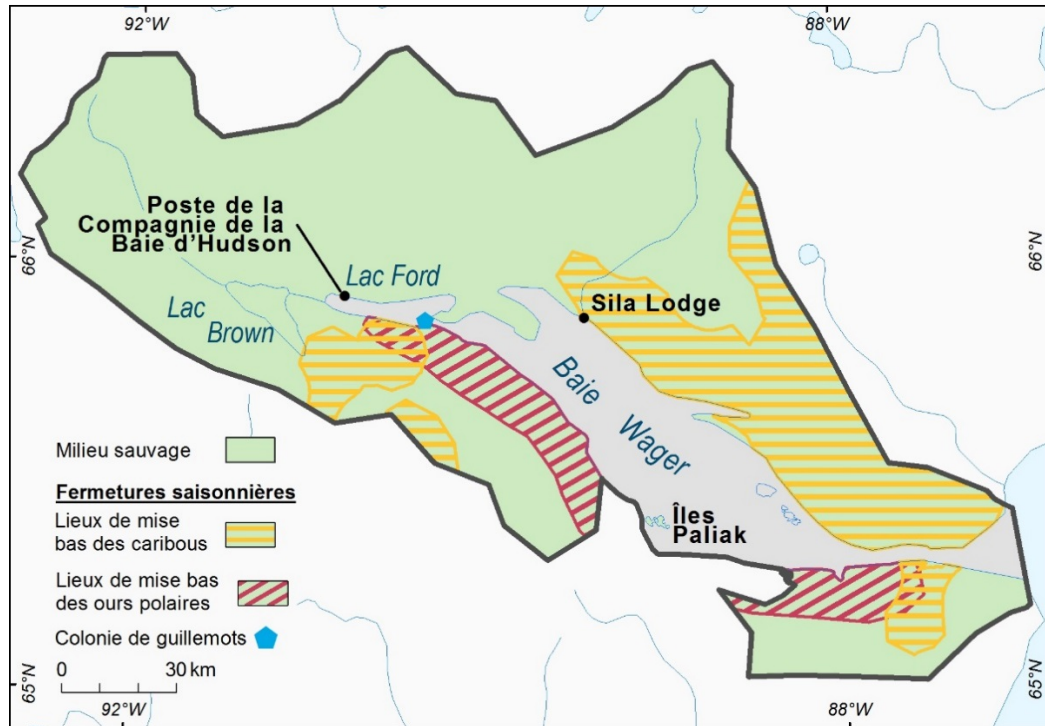 92°W
88°W
66°N
66°N
Poste de la
Compagnie de la
Baie d'Hudson
Lac Ford
Lac
Brown
Sila Lodge
Baie
Wager
Îles
Paliak
Milieu sauvage
Fermetures saisonnières
Lieux de mise
bas des caribous
Lieux de mise bas
des ours polaires
Colonie de guillemots
0 30 km
65°N
65°N
92°W
88°W